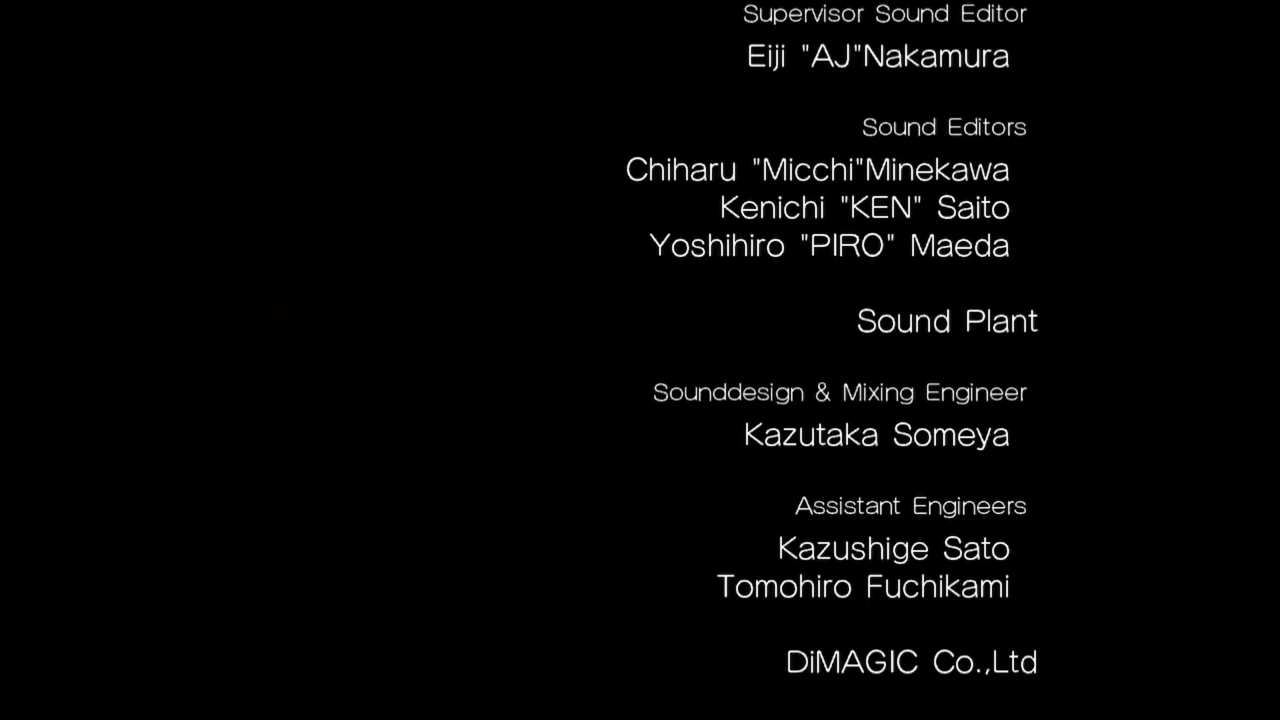 Supervisor Sound Editor
Eiji "AJ"Nakamura
Sound Editors
Chiharu "Micchi"Minekawa
Kenichi "KEN" Saito
Yoshihiro "PIRO" Maeda
Sound Plant
Sounddesign & Mixing Engineer
Kazutaka Someya
Assistant Engineers
Kazushige Sato
Tomohiro Fuchikami
DiMAGIC Co.,Ltd